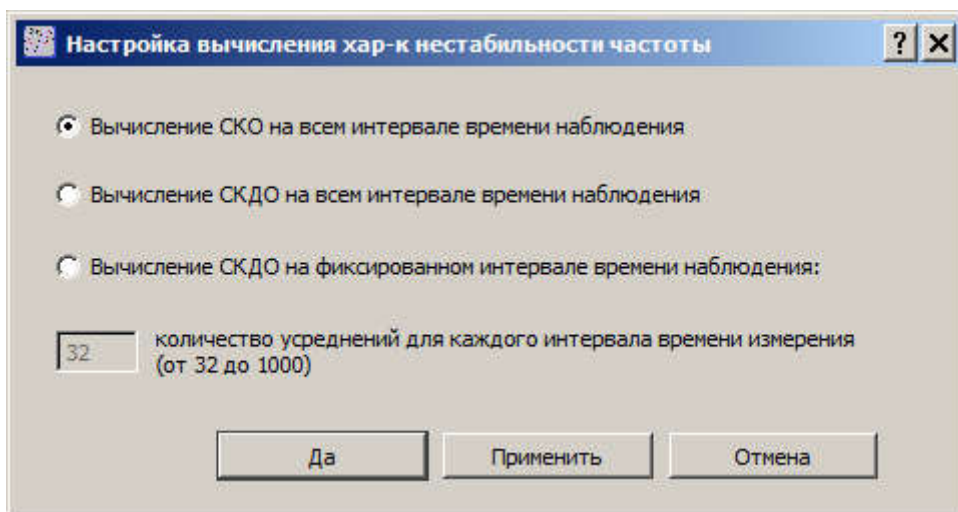 Настройка вычисления хар-к нестабильности частоты
Вычисление СКО на всем интервале времени наблюдения
Вычисление СКДО на всем интервале времени наблюдения
Вычисление СКДО на фиксированном интервале времени наблюдения:
32
количество усреднений для каждого интервала времени измерения
(от 32 до 1000)
Да
Применить
Отмена